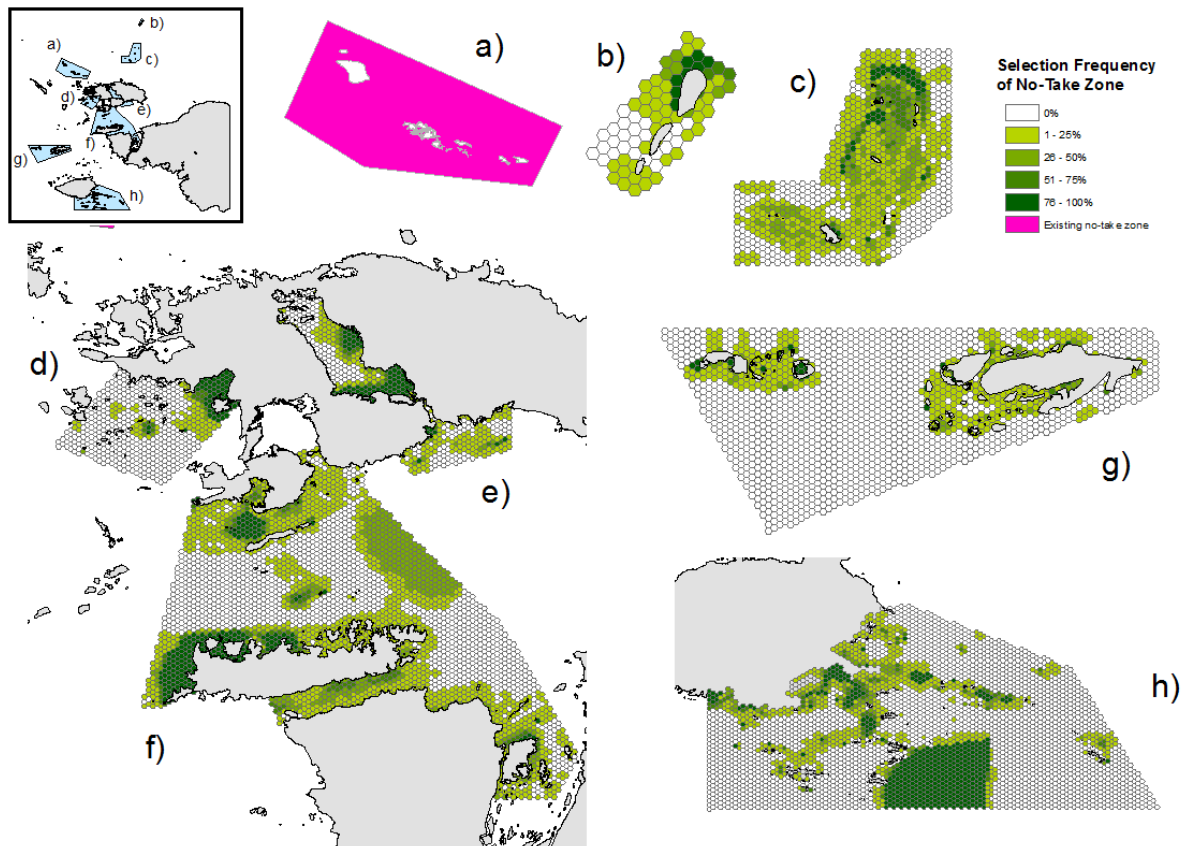 b)
a)
c)
d)
e)
f)
g)
h)
a)
b)
c)
Selection Frequency
of No-Take Zone
0%
1 - 25%
26 - 50%
51 - 75%
76 - 100%
Existing no-take zone
d)
e)
f)
g)
h)